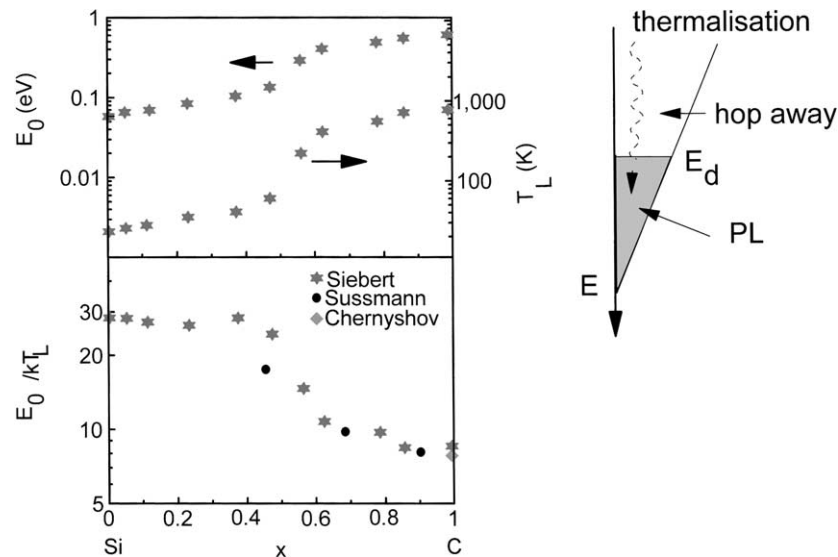 1
0.1
0.01
E0 (eV)
1,000
100
TL (K)
Siebert
Sussmann
Chernyshov
30
20
10
5
E0 /kTL
0
0.2
0.4
0.6
0.8
1
Si
x
C
thermalisation
hop away
Ed
PL
E